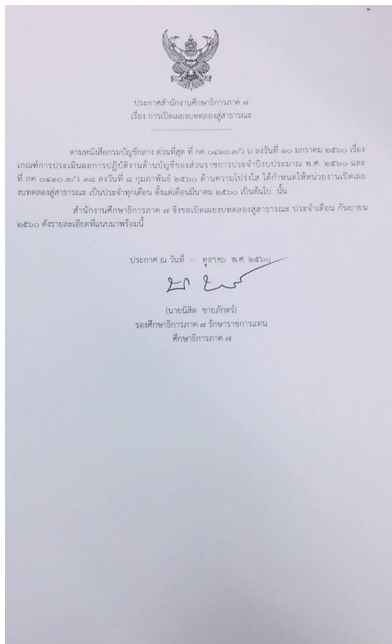 ประกาศสำนักงานศึกษาธิการภาค ๗
เรื่อง การเปิดเผยงบทดลองสู่สาธารณะ
ตามหนังสือกรมบัญชีกลาง ด่วนที่สุด ที่ กค ๐๔๑๐.๓/ว ๖ ลงวันที่ ๑๐ มกราคม ๒๕๖๐ เรื่อง
เกณฑ์การประเมินผลการปฏิบัติงานด้านบัญชีของส่วนราชการประจำปีงบประมาณ พ.ศ. ๒๕๖๐ และ
ที่ กค ๐๔๑๐.๓/ว ๓๘ ลงวันที่ ๘ กุมภาพันธ์ ๒๕๖๐ ด้านความโปร่งใส ได้กำหนดให้หน่วยงานเปิดเผย
งบทดลองสู่สาธารณะ เป็นประจำทุกเดือน ตั้งแต่เดือนมีนาคม ๒๕๖๐ เป็นต้นไป นั้น
สำนักงานศึกษาธิการภาค ๗ จึงขอเปิดเผยงบทดลองสู่สาธารณะ ประจำเดือน กันยายน
๒๕๖๐ ดังรายละเอียดที่แนบมาพร้อมนี้
ประกาศ ณ วันที่ ตุลาคม พ.ศ. ๒๕๖๐
(นายนิสิต ชายภักตร์)
รองศึกษาธิการภาค ๗ รักษาราชการแทน
ศึกษาธิการภาค ๗